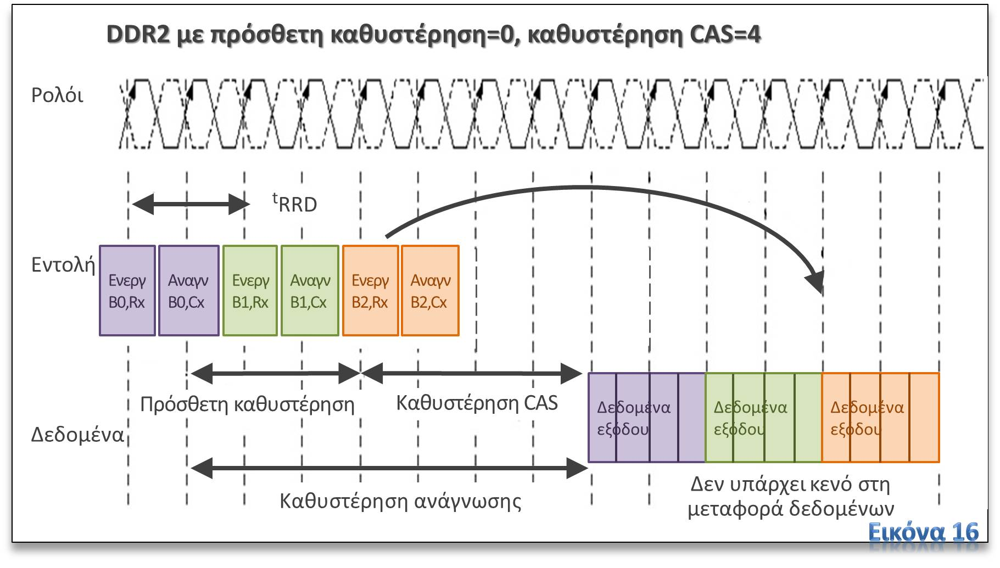 DDR2 με πρόσθετη καθυστέρηση=0, καθυστέρηση CAS=4
Ρολόι
tRRD
Εντολή
Ενεργ
B0,Rx
Αναγν
B0,Cx
Ενεργ
B1,Rx
Αναγν
B1,Cx
Ενεργ
B2,Rx
Αναγν
B2,Cx
Πρόσθετη καθυστέρηση
Καθυστέρηση CAS
Δεδομένα
Δεδομένα
εξόδου
Δεδομένα
εξόδου
Δεδομένα
εξόδου
Καθυστέρηση ανάγνωσης
Δεν υπάρχει κενό στη
μεταφορά δεδομένων
Εικόνα 16